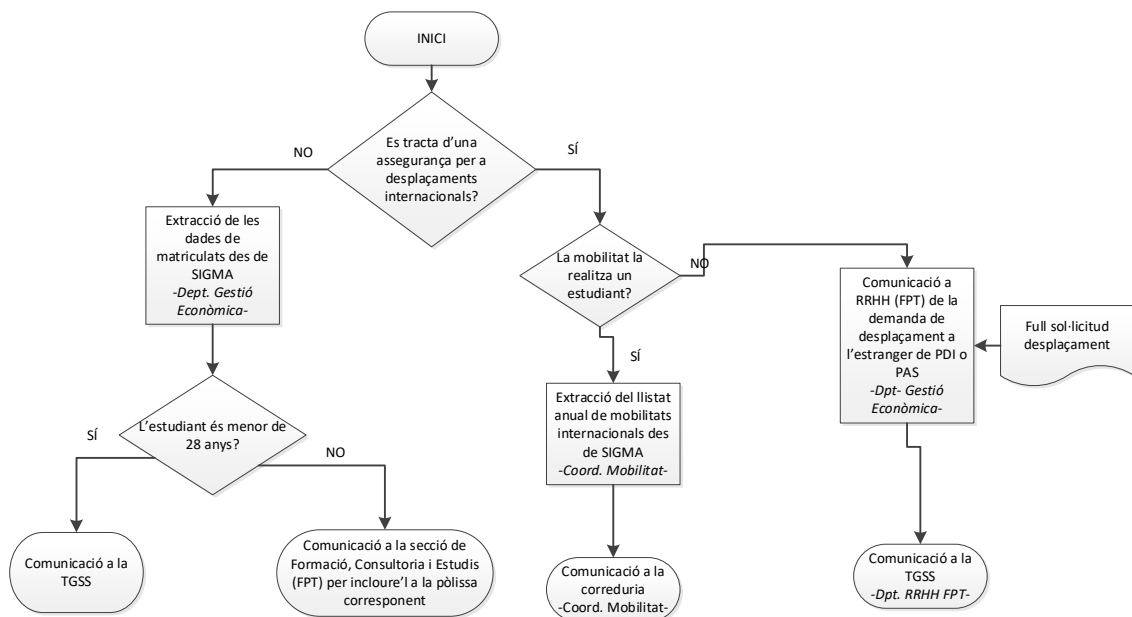 INICI
Es tracta d'una
assegurança per a
desplaçaments
internacionals?
NO
SÍ
Extracció de les
dades de
matriculats des de
SIGMA
-Dept. Gestió
Econòmica-
La mobilitat la
realitza un
estudiant?
NO
Comunicació a
RRHH (FPT) de la
demanda de
desplaçament a
l'estranger de PDI o
PAS
-Dpt- Gestió
Econòmica-
Full sol·licitud
desplaçament
SÍ
L'estudiant és menor de
28 anys?
SÍ
NO
Extracció del llistat
anual de mobilitats
internacionals des
de SIGMA
-Coord. Mobilitat-
Comunicació a la
TGSS
Comunicació a la secció de
Formació, Consultoria i Estudis
(FPT) per incloure'l a la pòlissa
corresponent
Comunicació a la
correduria
-Coord. Mobilitat-
Comunicació a la
TGSS
-Dpt. RRHH FPT-